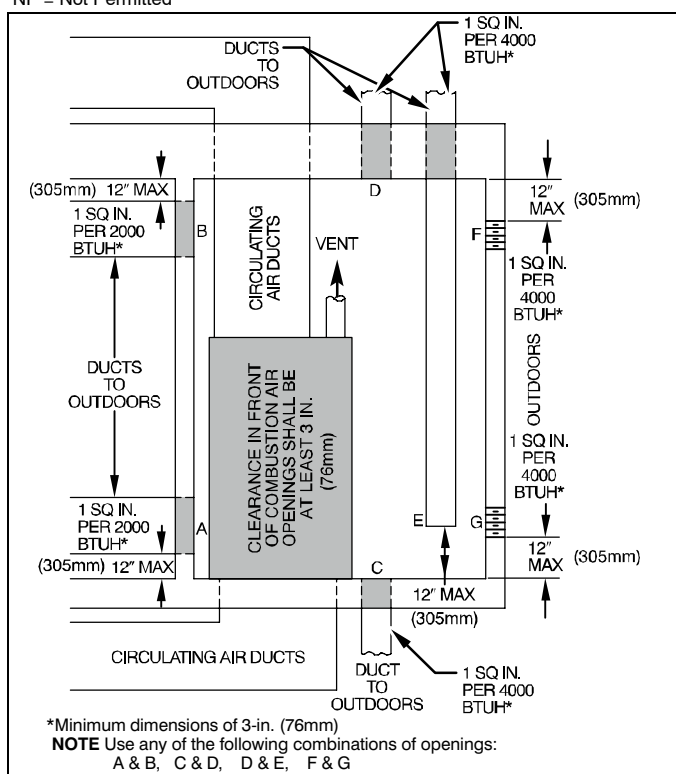 NP = Not Permitted
1 SQ IN.
PER 4000
BTUH*
DUCTS
TO
OUTDOORS
(305mm) 12″ MAX
1 SQ IN.
PER 2000
BTUH*
B
CIRCULATING
AIR DUCTS
VENT
D
12″
MAX
(305mm)
F
1 SQ IN.
PER
4000
BTUH*
DUCTS
TO
OUTDOORS
CLEARANCE IN FRONT
OF COMBUSTION AIR
OPENINGS SHALL BE
AT LEAST 3 IN.
(76mm)
OUTDOORS
1 SQ IN.
PER
4000
BTUH*
1 SQ IN.
PER 2000
BTUH*
A
E
G
(305mm) 12″ MAX
C
12″ MAX
(305mm)
12″
MAX
(305mm)
CIRCULATING AIR DUCTS
DUCT
TO
OUTDOORS
1 SQ IN.
PER 4000
BTUH*
*Minimum dimensions of 3-in. (76mm)
NOTE Use any of the following combinations of openings:
A & B, C & D, D & E, F & G